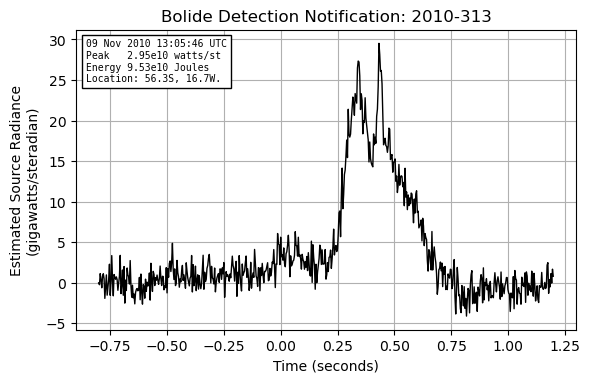 Bolide Detection Notification: 2010-313
09 Nov 2010 13:05:46 UTC
Peak   2.95e10 watts/st
Energy 9.53e10 Joules
Location: 56.3S, 16.7W.
Estimated Source Radiance
(gigawatts/steradian)
30
25
20
15
10
5
0
−5
−0.75 −0.50 −0.25 0.00 0.25 0.50 0.75 1.00 1.25
Time (seconds)